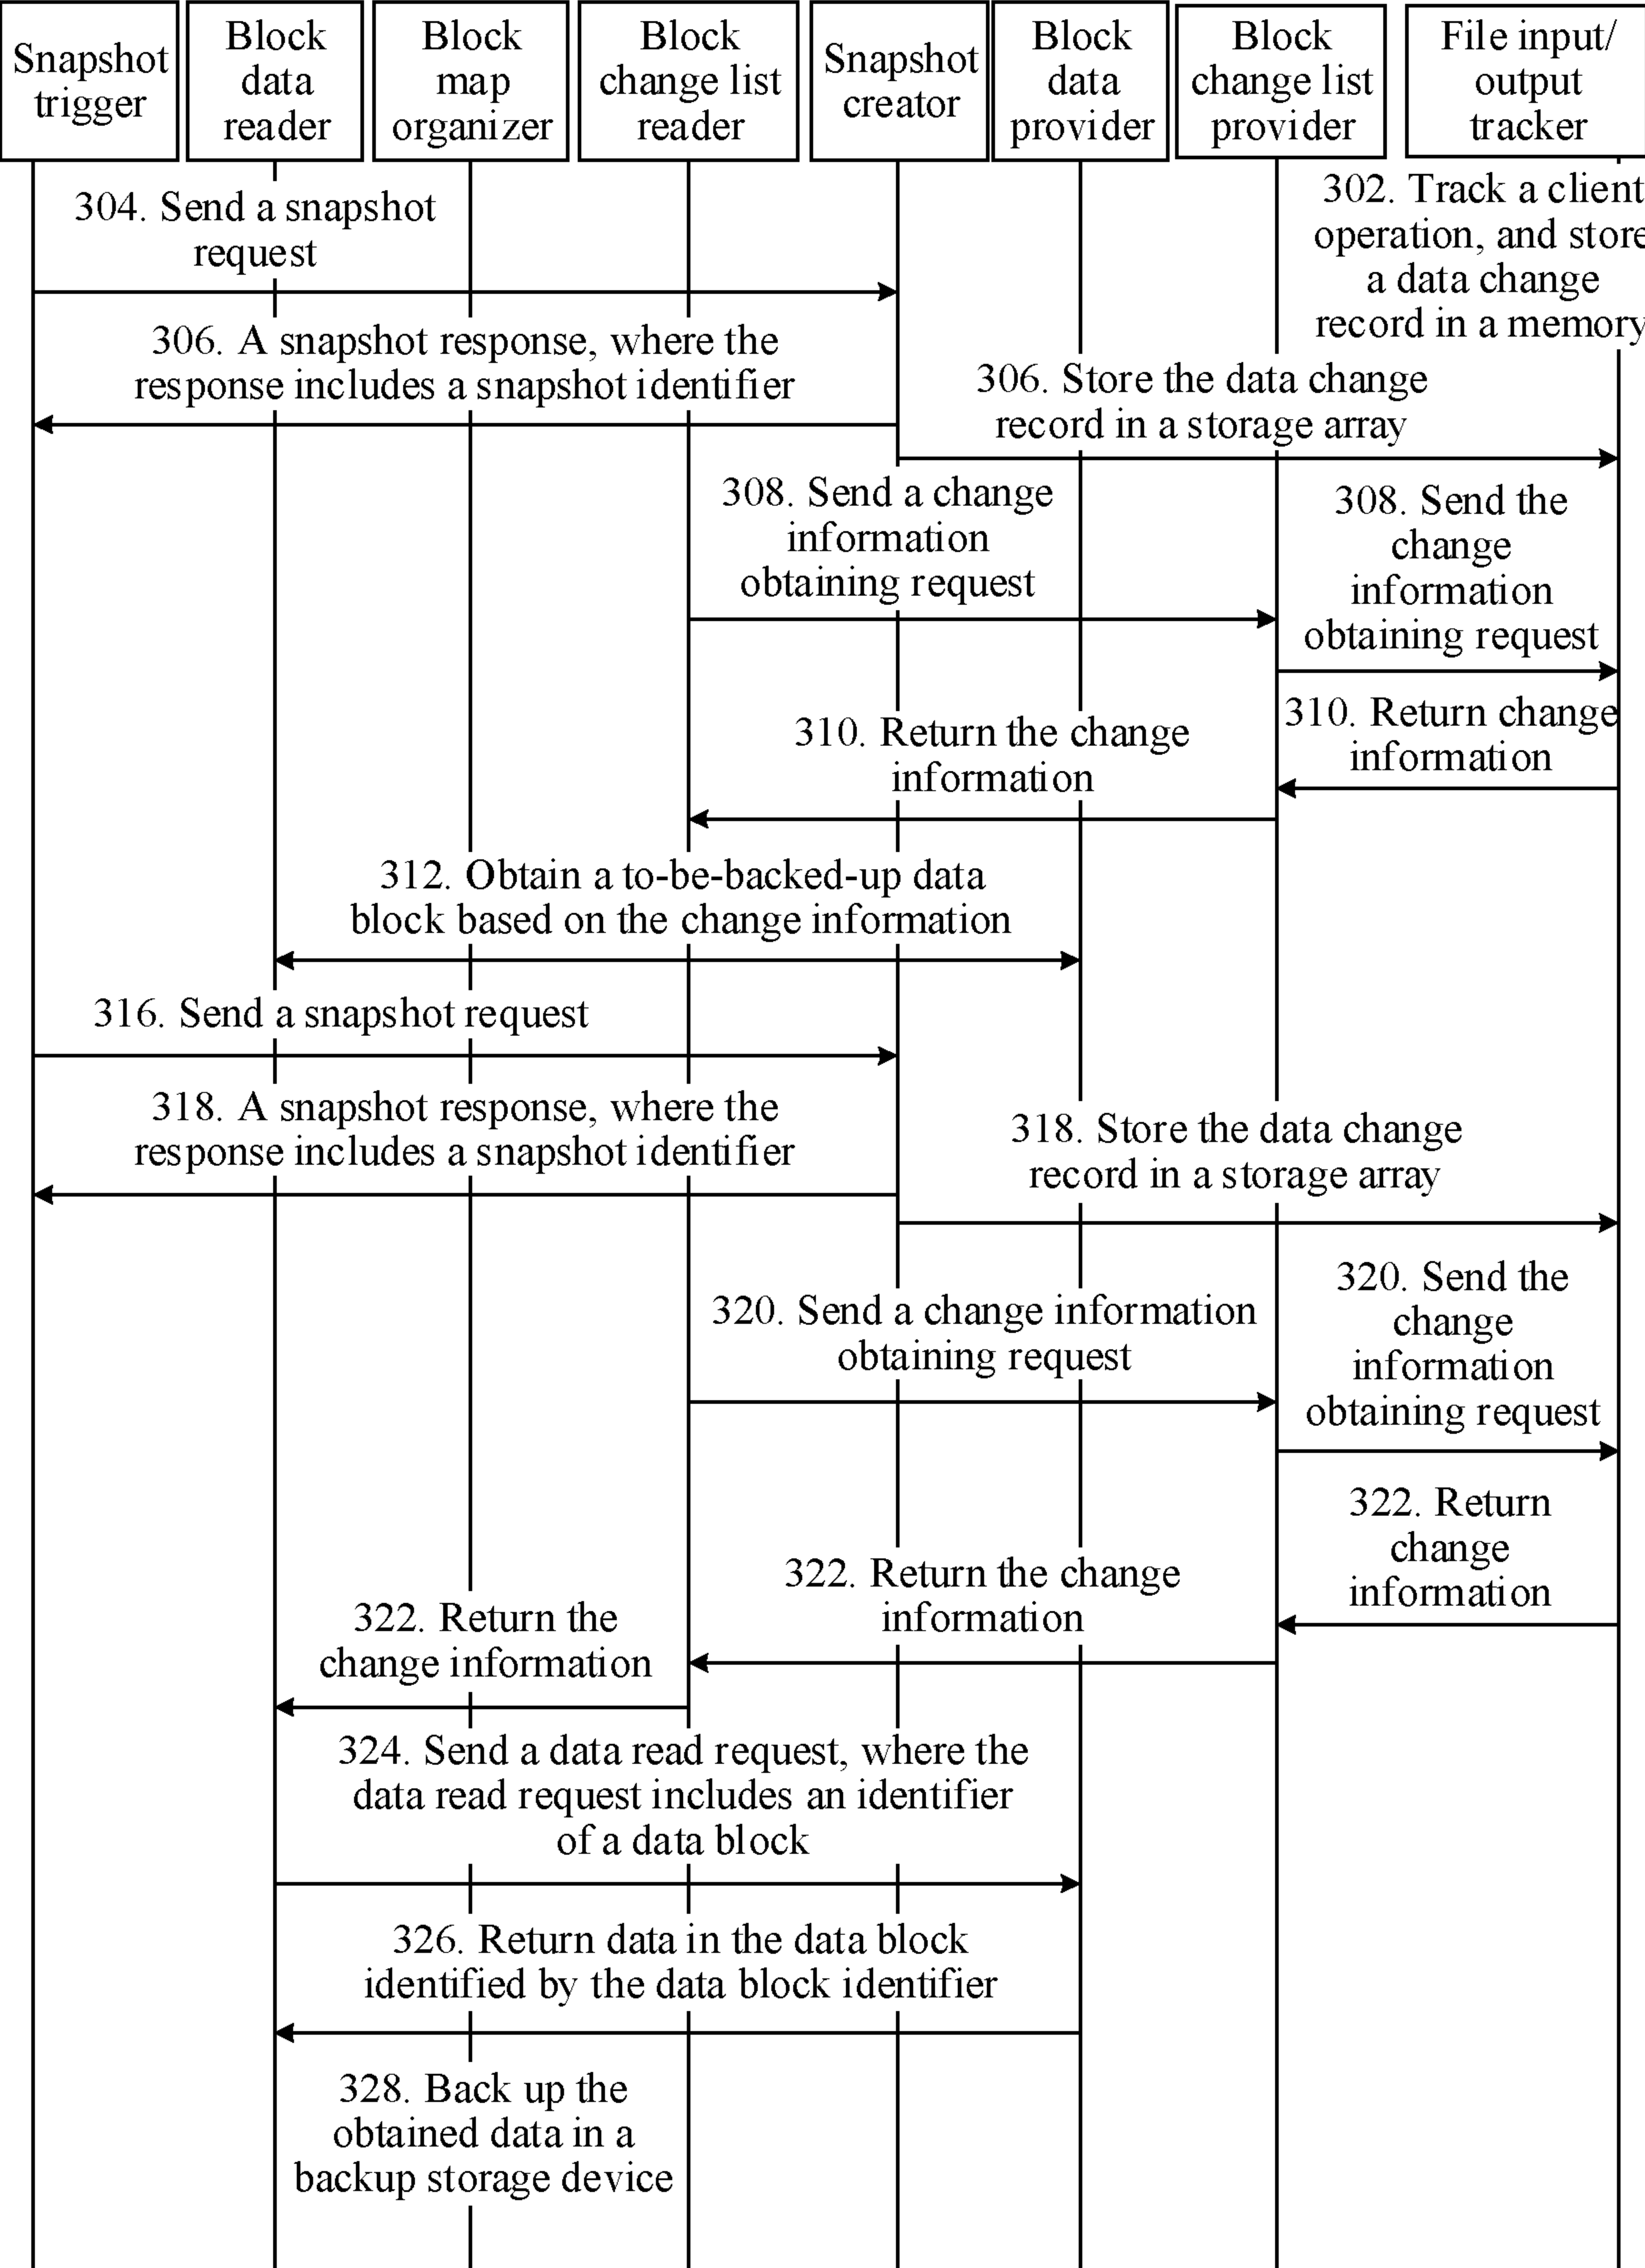 Snapshot
trigger
Block
data
reader
Block
map
organizer
Block
change list
reader
Snapshot
creator
Block
data
provider
Block
change list
provider
File input/
output
tracker
302. Track a client
operation, and store
a data change
record in a memory
304. Send a snapshot
request
306. A snapshot response, where the
response includes a snapshot identifier
306. Store the data change
record in a storage array
308. Send a change
information
obtaining request
308. Send the
change
information
obtaining request
310. Return change
information
310. Return the change
information
312. Obtain a to-be-backed-up data
block based on the change information
316. Send a snapshot request
318. A snapshot response, where the
response includes a snapshot identifier
318. Store the data change
record in a storage array
320. Send a change information
obtaining request
320. Send the
change
information
obtaining request
322. Return
change
information
322. Return the change
information
322. Return the
change information
324. Send a data read request, where the
data read request includes an identifier
of a data block
326. Return data in the data block
identified by the data block identifier
328. Back up the
obtained data in a
backup storage device